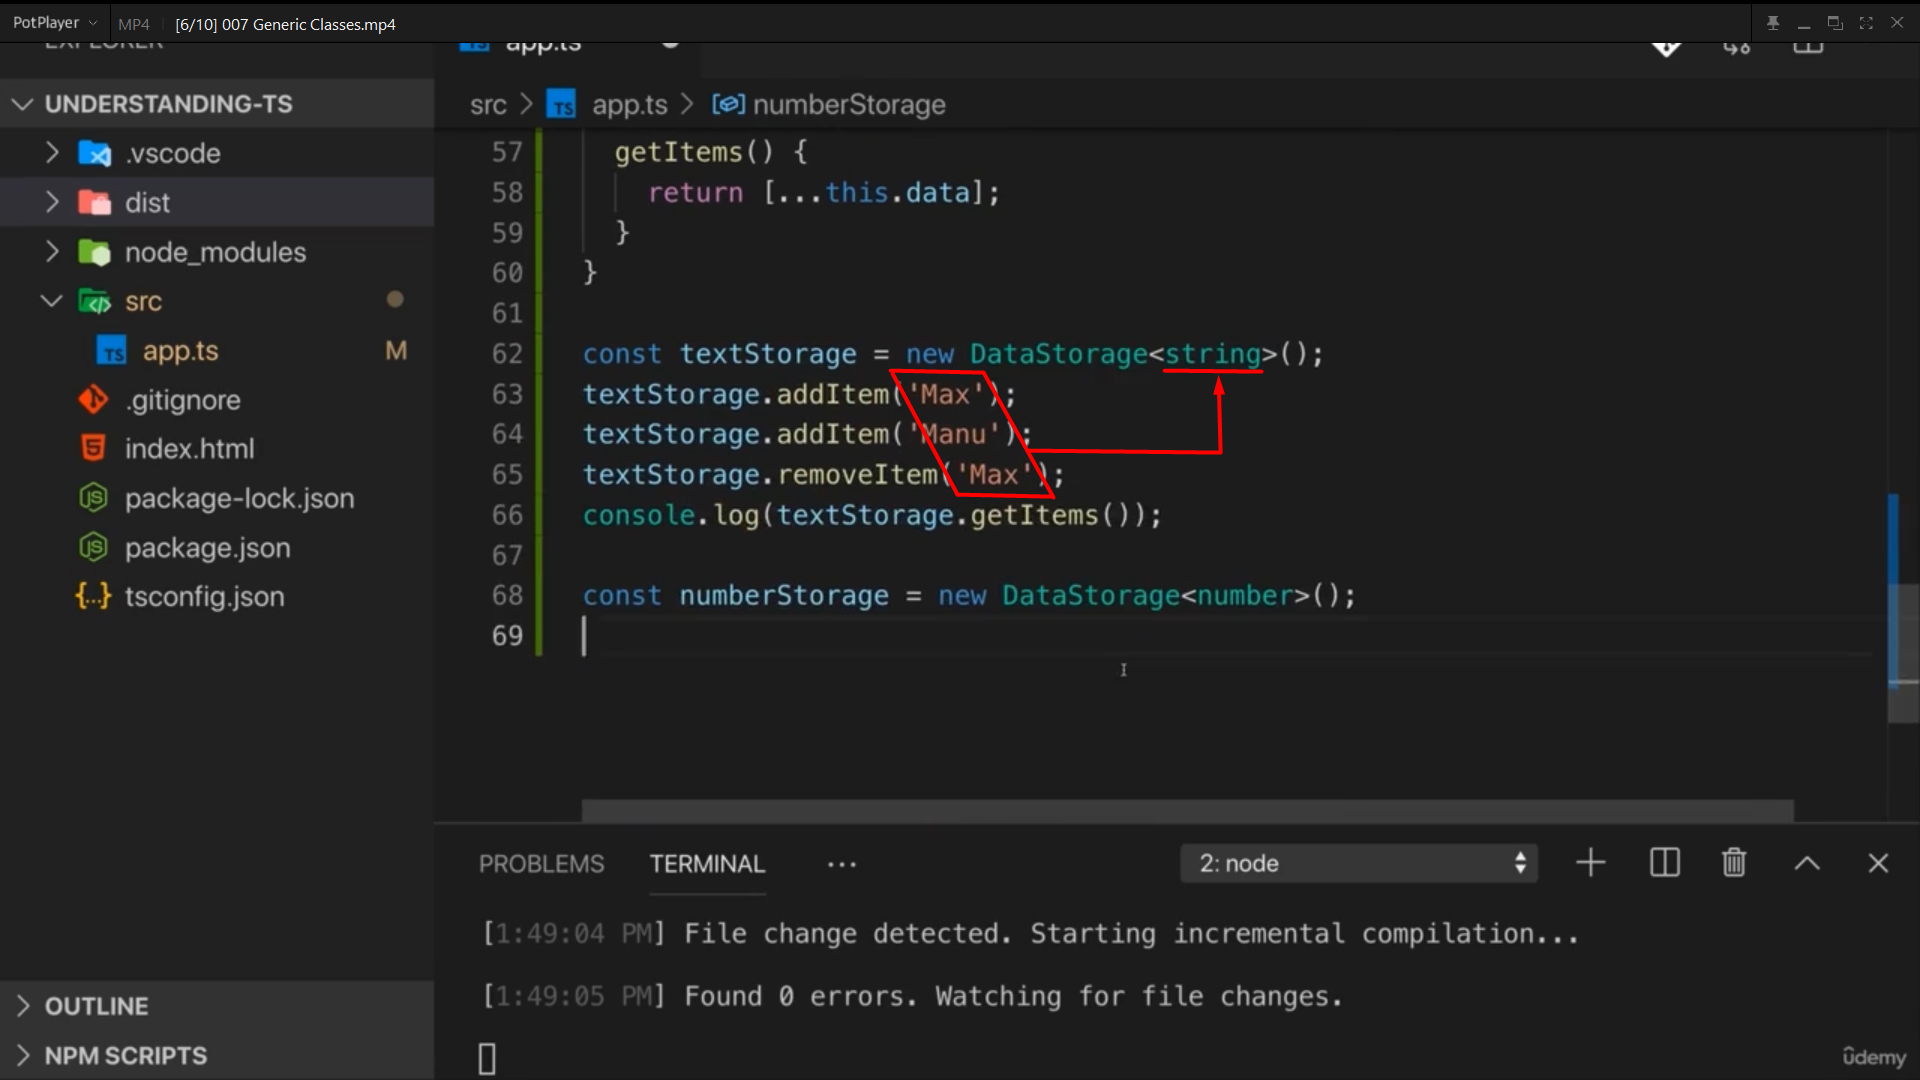 PotPlayer MP4 [6/10] 007 Generic Classes.mp4
EXPLORER
app.ts
UNDERSTANDING-TS
.vscode
dist
node_modules
src
TS app.ts M
.gitignore
index.html
package-lock.json
package.json
tsconfig.json
OUTLINE
NPM SCRIPTS
src > TS app.ts > numberStorage
57 getItems() {
58 return [...this.data];
59 }
60 }
61
62 const textStorage = new DataStorage<string>();
63 textStorage.addItem('Max');
64 textStorage.addItem('Manu');
65 textStorage.removeItem('Max');
66 console.log(textStorage.getItems());
67
68 const numberStorage = new DataStorage<number>();
69
PROBLEMS TERMINAL ... 2: node
[1:49:04 PM] File change detected. Starting incremental compilation...
[1:49:05 PM] Found 0 errors. Watching for file changes.
ûdemy